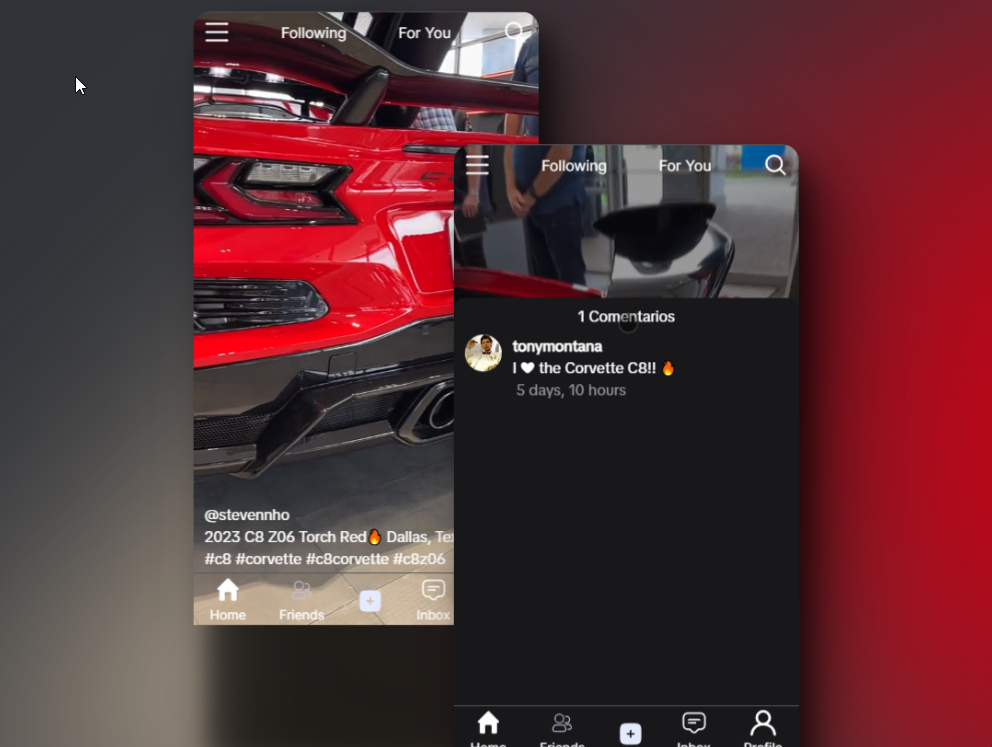 Following For You
@stevennho
2023 C8 Z06 Torch Red🔥 Dallas, Te
#c8 #corvette #c8corvette #c8z06
Home Friends Inbox
Following For You
1 Comentarios
tonymontana
I 🤍 the Corvette C8!! 🔥
5 days, 10 hours
Home Friends Inbox Profile